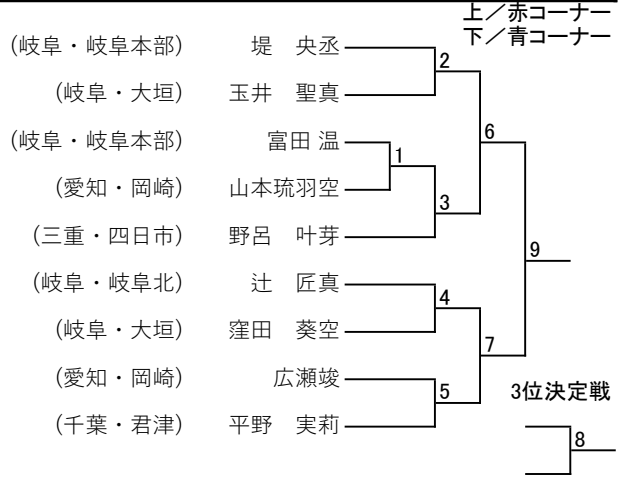 上／赤コーナー
下／青コーナー
(岐阜・岐阜本部) 堤　央丞
2
(岐阜・大垣) 玉井　聖真
6
(岐阜・岐阜本部) 富田 温
1
(愛知・岡崎) 山本琉羽空
3
(三重・四日市) 野呂　叶芽
9
(岐阜・岐阜北) 辻　匠真
4
(岐阜・大垣) 窪田　葵空
7
(愛知・岡崎) 広瀬竣
5
3位決定戦
(千葉・君津) 平野　実莉
8